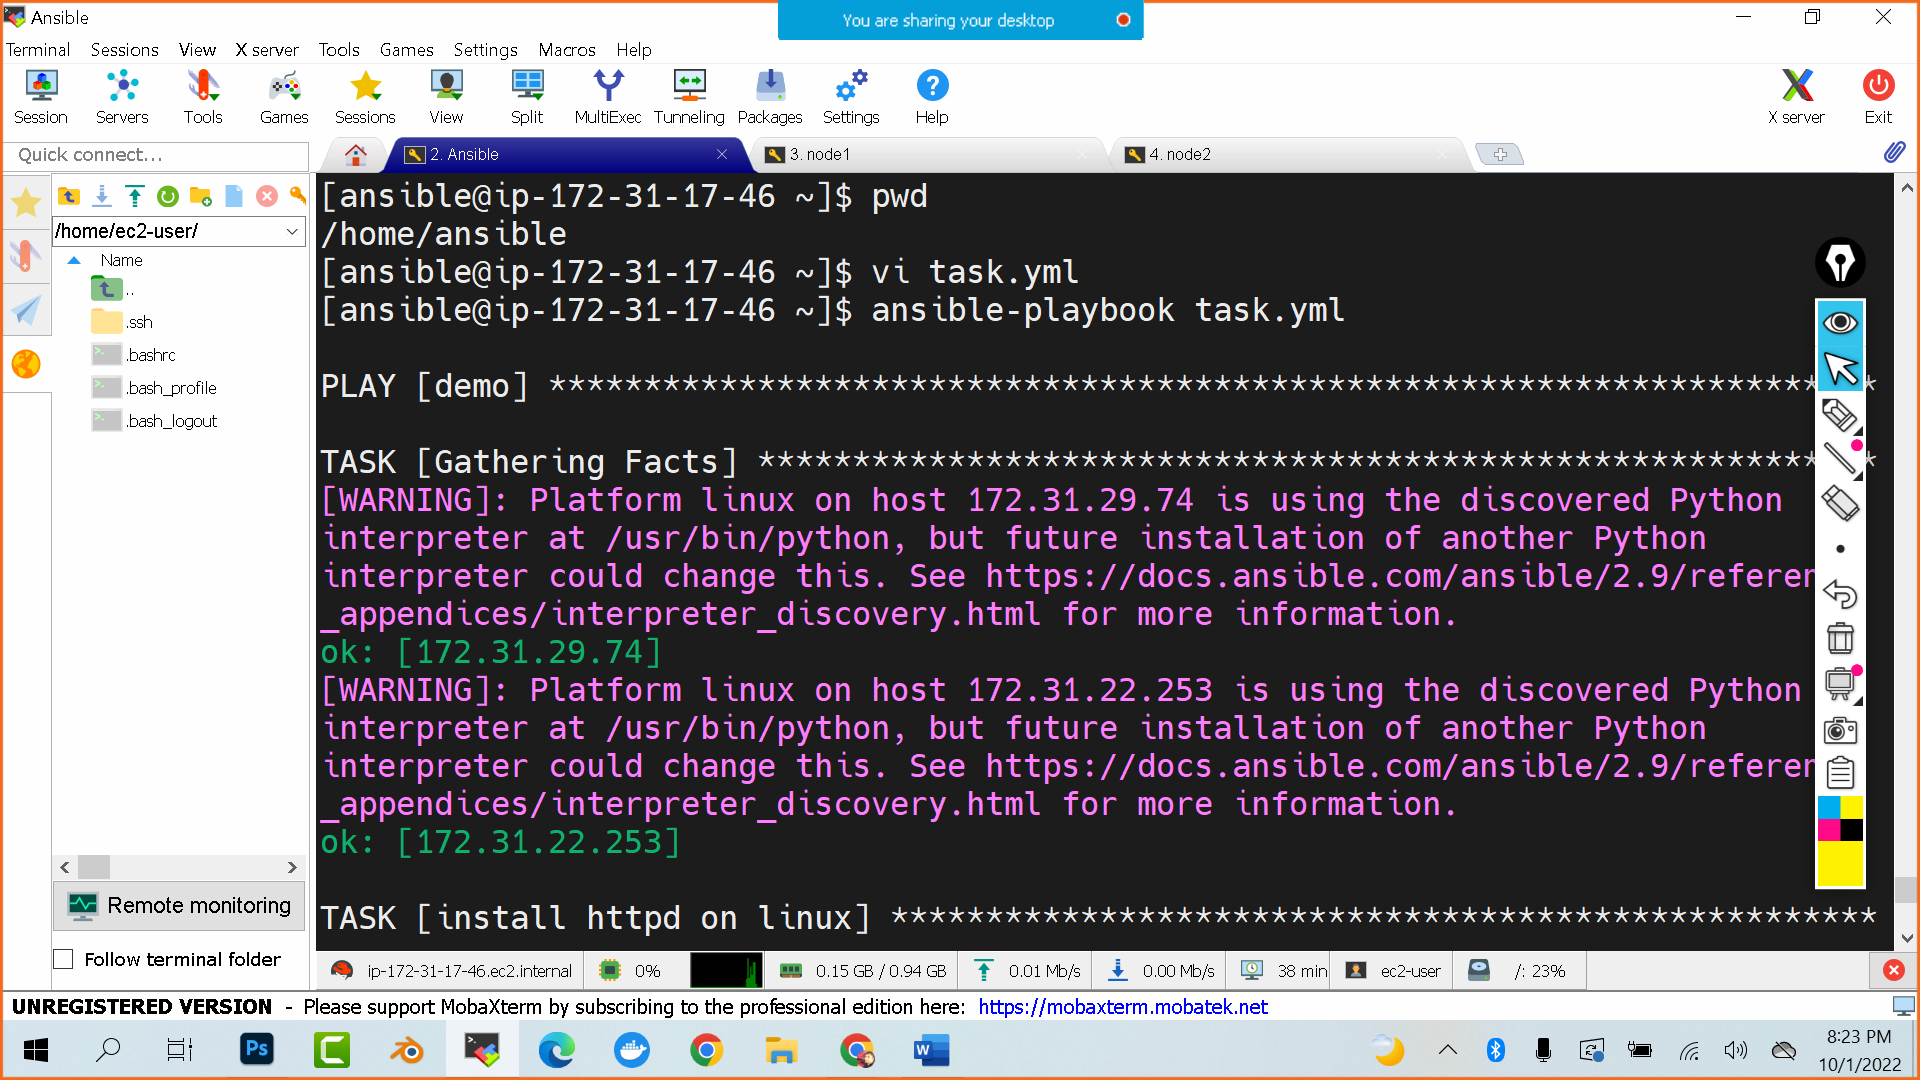 Ansible
You are sharing your desktop
Terminal Sessions View X server Tools Games Settings Macros Help
Session Servers Tools Games Sessions View Split MultiExec Tunneling Packages Settings Help X server Exit
Quick connect...
2. Ansible
3. node1
4. node2
/home/ec2-user/
Name
..
.ssh
.bashrc
.bash_profile
.bash_logout
Remote monitoring
Follow terminal folder
[ansible@ip-172-31-17-46 ~]$ pwd
/home/ansible
[ansible@ip-172-31-17-46 ~]$ vi task.yml
[ansible@ip-172-31-17-46 ~]$ ansible-playbook task.yml
PLAY [demo] **********************************************************************
TASK [Gathering Facts] ***********************************************************
[WARNING]: Platform linux on host 172.31.29.74 is using the discovered Python
interpreter at /usr/bin/python, but future installation of another Python
interpreter could change this. See https://docs.ansible.com/ansible/2.9/referen
_appendices/interpreter_discovery.html for more information.
ok: [172.31.29.74]
[WARNING]: Platform linux on host 172.31.22.253 is using the discovered Python
interpreter at /usr/bin/python, but future installation of another Python
interpreter could change this. See https://docs.ansible.com/ansible/2.9/referen
_appendices/interpreter_discovery.html for more information.
ok: [172.31.22.253]
TASK [install httpd on linux] ****************************************************
ip-172-31-17-46.ec2.internal 0% 0.15 GB / 0.94 GB 0.01 Mb/s 0.00 Mb/s 38 min ec2-user /: 23%
UNREGISTERED VERSION - Please support MobaXterm by subscribing to the professional edition here: https://mobaxterm.mobatek.net
Ps
C
W
8:23 PM
10/1/2022